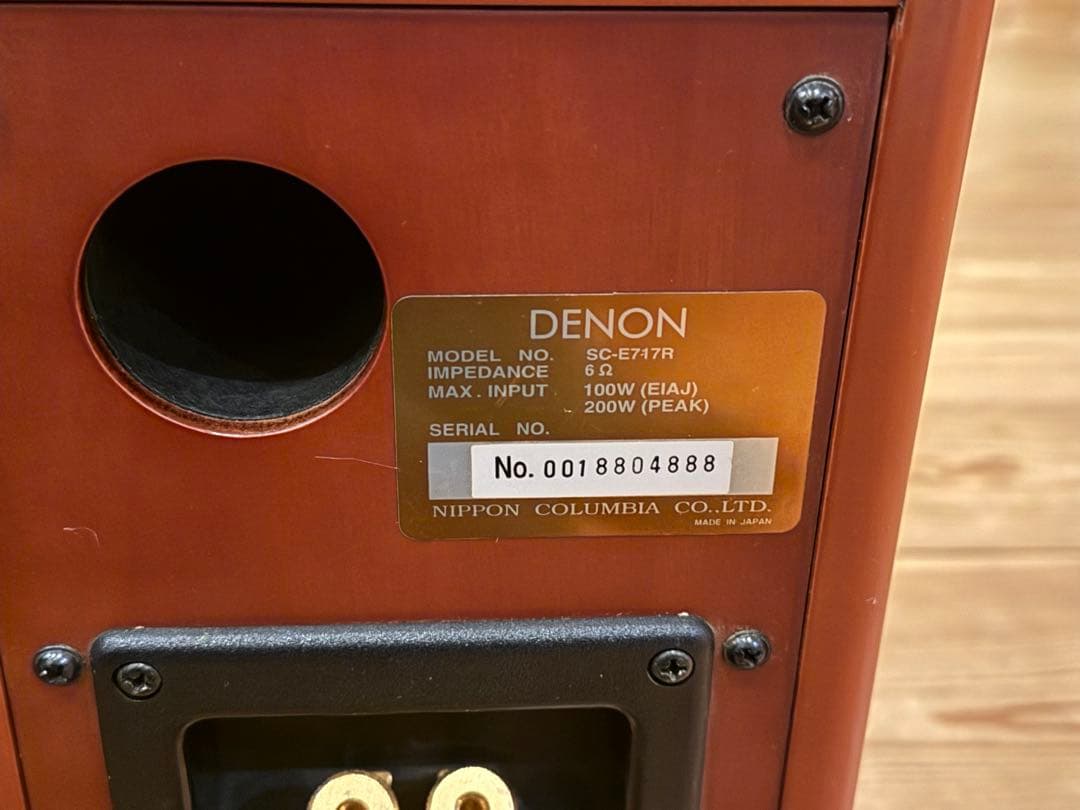 DENON
MODEL NO. SC-E717R
IMPEDANCE 6Ω
MAX. INPUT 100W (EIAJ)
200W (PEAK)
SERIAL NO.
No. 0018804888
NIPPON COLUMBIA CO.,LTD.
MADE IN JAPAN